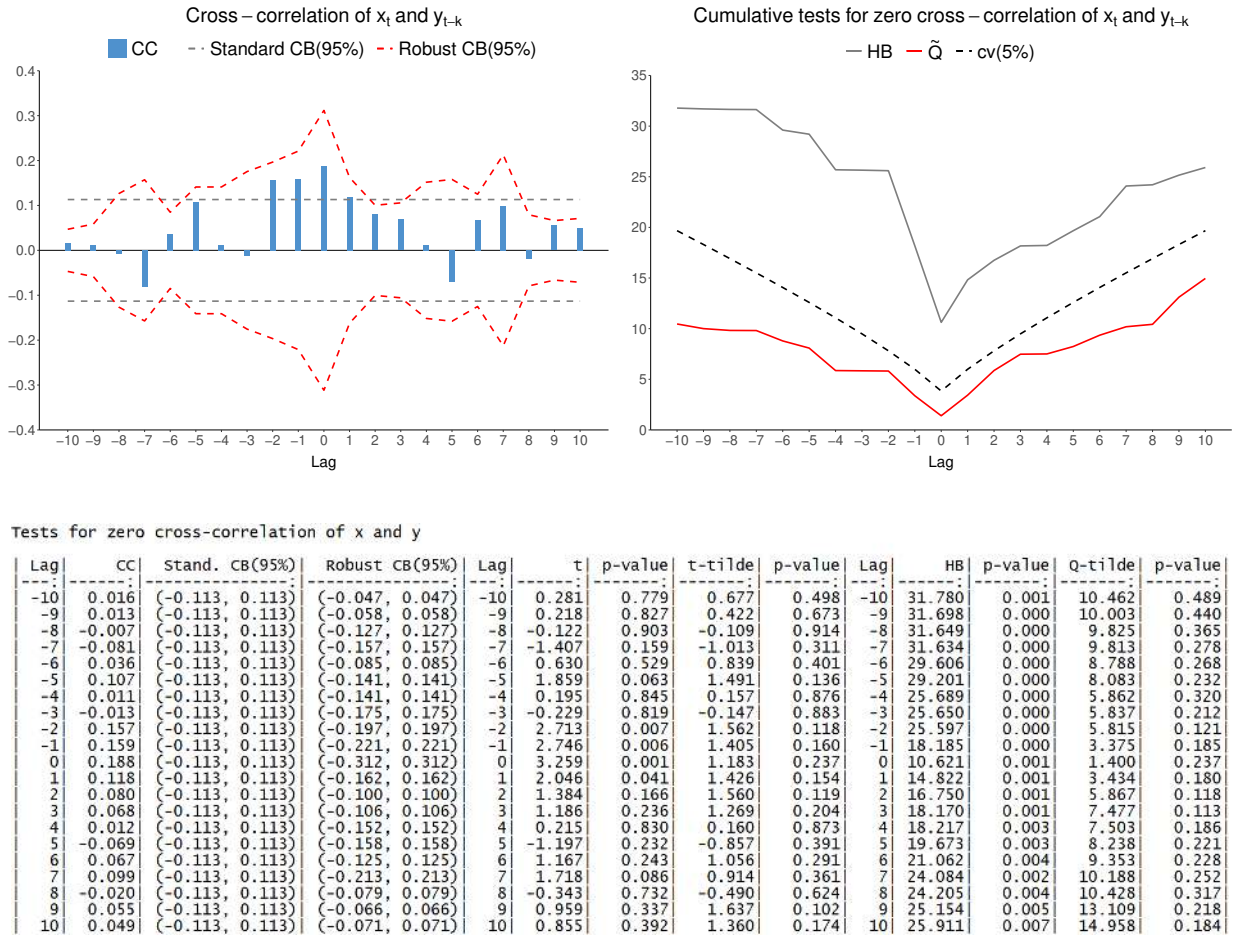 Cross−correlation of xt and yt−k
CC Standard CB(95%) Robust CB(95%)
0.4
0.3
0.2
0.1
0.0
−0.1
−0.2
−0.3
−0.4
−10 −9 −8 −7 −6 −5 −4 −3 −2 −1 0 1 2 3 4 5 6 7 8 9 10
Lag
Cumulative tests for zero cross−correlation of xt and yt−k
HB Q̃ cv(5%)
35
30
25
20
15
10
5
0
−10 −9 −8 −7 −6 −5 −4 −3 −2 −1 0 1 2 3 4 5 6 7 8 9 10
Lag
Tests for zero cross-correlation of x and y
| Lag| CC| Stand. CB(95%)| Robust CB(95%)| Lag| t| p-value| t-tilde| p-value| Lag| HB| p-value| Q-tilde| p-value|
|----:|-------:|---------------:|---------------:|----:|-------:|--------:|--------:|--------:|----:|-------:|--------:|--------:|--------:|
| -10| 0.016| (-0.113, 0.113)| (-0.047, 0.047)| -10| 0.281| 0.779| 0.677| 0.498| -10| 31.780| 0.001| 10.462| 0.489|
| -9| 0.013| (-0.113, 0.113)| (-0.058, 0.058)| -9| 0.218| 0.827| 0.422| 0.673| -9| 31.698| 0.000| 10.003| 0.440|
| -8| -0.007| (-0.113, 0.113)| (-0.127, 0.127)| -8| -0.122| 0.903| -0.109| 0.914| -8| 31.649| 0.000| 9.825| 0.365|
| -7| -0.081| (-0.113, 0.113)| (-0.157, 0.157)| -7| -1.407| 0.159| -1.013| 0.311| -7| 31.634| 0.000| 9.813| 0.278|
| -6| 0.036| (-0.113, 0.113)| (-0.085, 0.085)| -6| 0.630| 0.529| 0.839| 0.401| -6| 29.606| 0.000| 8.788| 0.268|
| -5| 0.107| (-0.113, 0.113)| (-0.141, 0.141)| -5| 1.859| 0.063| 1.491| 0.136| -5| 29.201| 0.000| 8.083| 0.232|
| -4| 0.011| (-0.113, 0.113)| (-0.141, 0.141)| -4| 0.195| 0.845| 0.157| 0.876| -4| 25.689| 0.000| 5.862| 0.320|
| -3| -0.013| (-0.113, 0.113)| (-0.175, 0.175)| -3| -0.229| 0.819| -0.147| 0.883| -3| 25.650| 0.000| 5.837| 0.212|
| -2| 0.157| (-0.113, 0.113)| (-0.197, 0.197)| -2| 2.713| 0.007| 1.562| 0.118| -2| 25.597| 0.000| 5.815| 0.121|
| -1| 0.159| (-0.113, 0.113)| (-0.221, 0.221)| -1| 2.746| 0.006| 1.405| 0.160| -1| 18.185| 0.000| 3.375| 0.185|
| 0| 0.188| (-0.113, 0.113)| (-0.312, 0.312)| 0| 3.259| 0.001| 1.183| 0.237| 0| 10.621| 0.001| 1.400| 0.237|
| 1| 0.118| (-0.113, 0.113)| (-0.162, 0.162)| 1| 2.046| 0.041| 1.426| 0.154| 1| 14.822| 0.001| 3.434| 0.180|
| 2| 0.080| (-0.113, 0.113)| (-0.100, 0.100)| 2| 1.384| 0.166| 1.560| 0.119| 2| 16.750| 0.001| 5.867| 0.118|
| 3| 0.068| (-0.113, 0.113)| (-0.106, 0.106)| 3| 1.186| 0.236| 1.269| 0.204| 3| 18.170| 0.001| 7.477| 0.113|
| 4| 0.012| (-0.113, 0.113)| (-0.152, 0.152)| 4| 0.215| 0.830| 0.160| 0.873| 4| 18.217| 0.003| 7.503| 0.186|
| 5| -0.069| (-0.113, 0.113)| (-0.158, 0.158)| 5| -1.197| 0.232| -0.857| 0.391| 5| 19.673| 0.003| 8.238| 0.221|
| 6| 0.067| (-0.113, 0.113)| (-0.125, 0.125)| 6| 1.167| 0.243| 1.056| 0.291| 6| 21.062| 0.004| 9.353| 0.228|
| 7| 0.099| (-0.113, 0.113)| (-0.213, 0.213)| 7| 1.718| 0.086| 0.914| 0.361| 7| 24.084| 0.002| 10.188| 0.252|
| 8| -0.020| (-0.113, 0.113)| (-0.079, 0.079)| 8| -0.343| 0.732| -0.490| 0.624| 8| 24.205| 0.004| 10.428| 0.317|
| 9| 0.055| (-0.113, 0.113)| (-0.066, 0.066)| 9| 0.959| 0.337| 1.637| 0.102| 9| 25.154| 0.005| 13.109| 0.218|
| 10| 0.049| (-0.113, 0.113)| (-0.071, 0.071)| 10| 0.855| 0.392| 1.360| 0.174| 10| 25.911| 0.007| 14.958| 0.184|